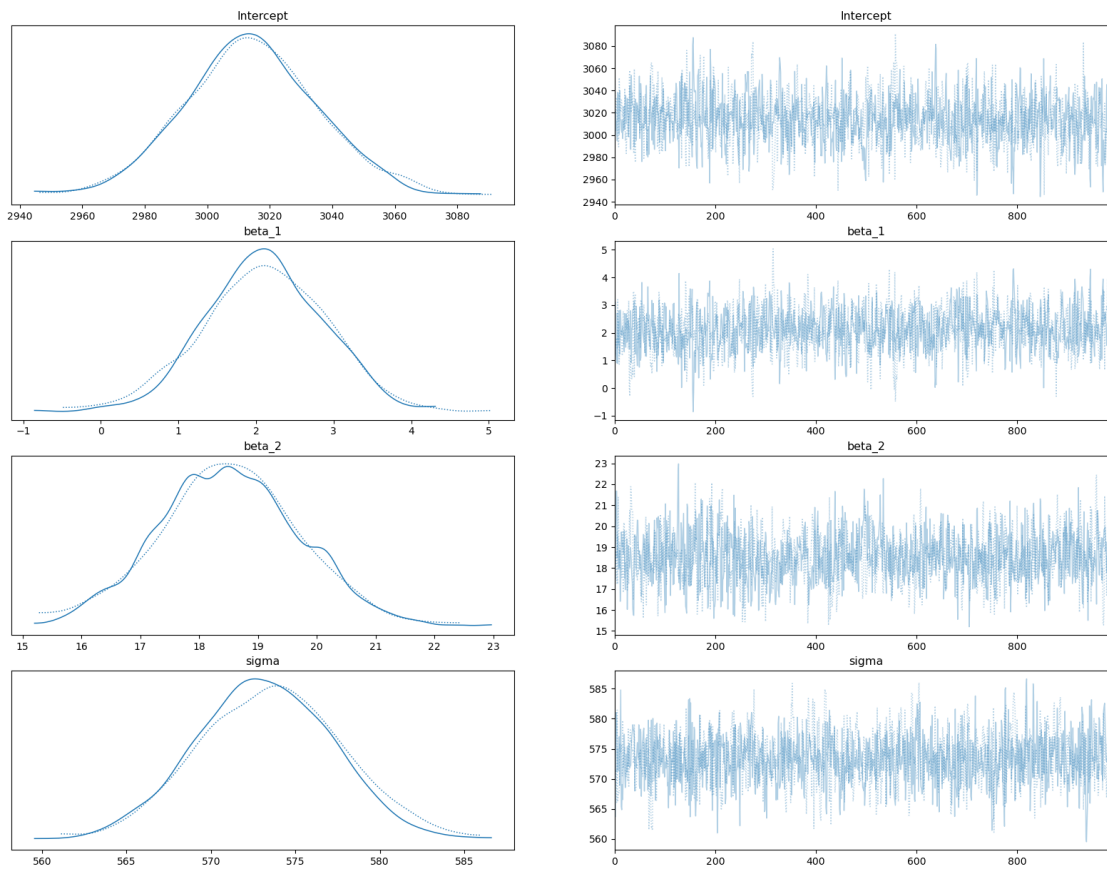 Intercept
Intercept
3080
3060
3040
3020
3000
2980
2960
2940
2940 2960 2980 3000 3020 3040 3060 3080
0 200 400 600 800
beta_1
beta_1
5
4
3
2
1
0
−1
−1 0 1 2 3 4 5
0 200 400 600 800
beta_2
beta_2
23
22
21
20
19
18
17
16
15
15 16 17 18 19 20 21 22 23
0 200 400 600 800
sigma
sigma
585
580
575
570
565
560
560 565 570 575 580 585
0 200 400 600 800